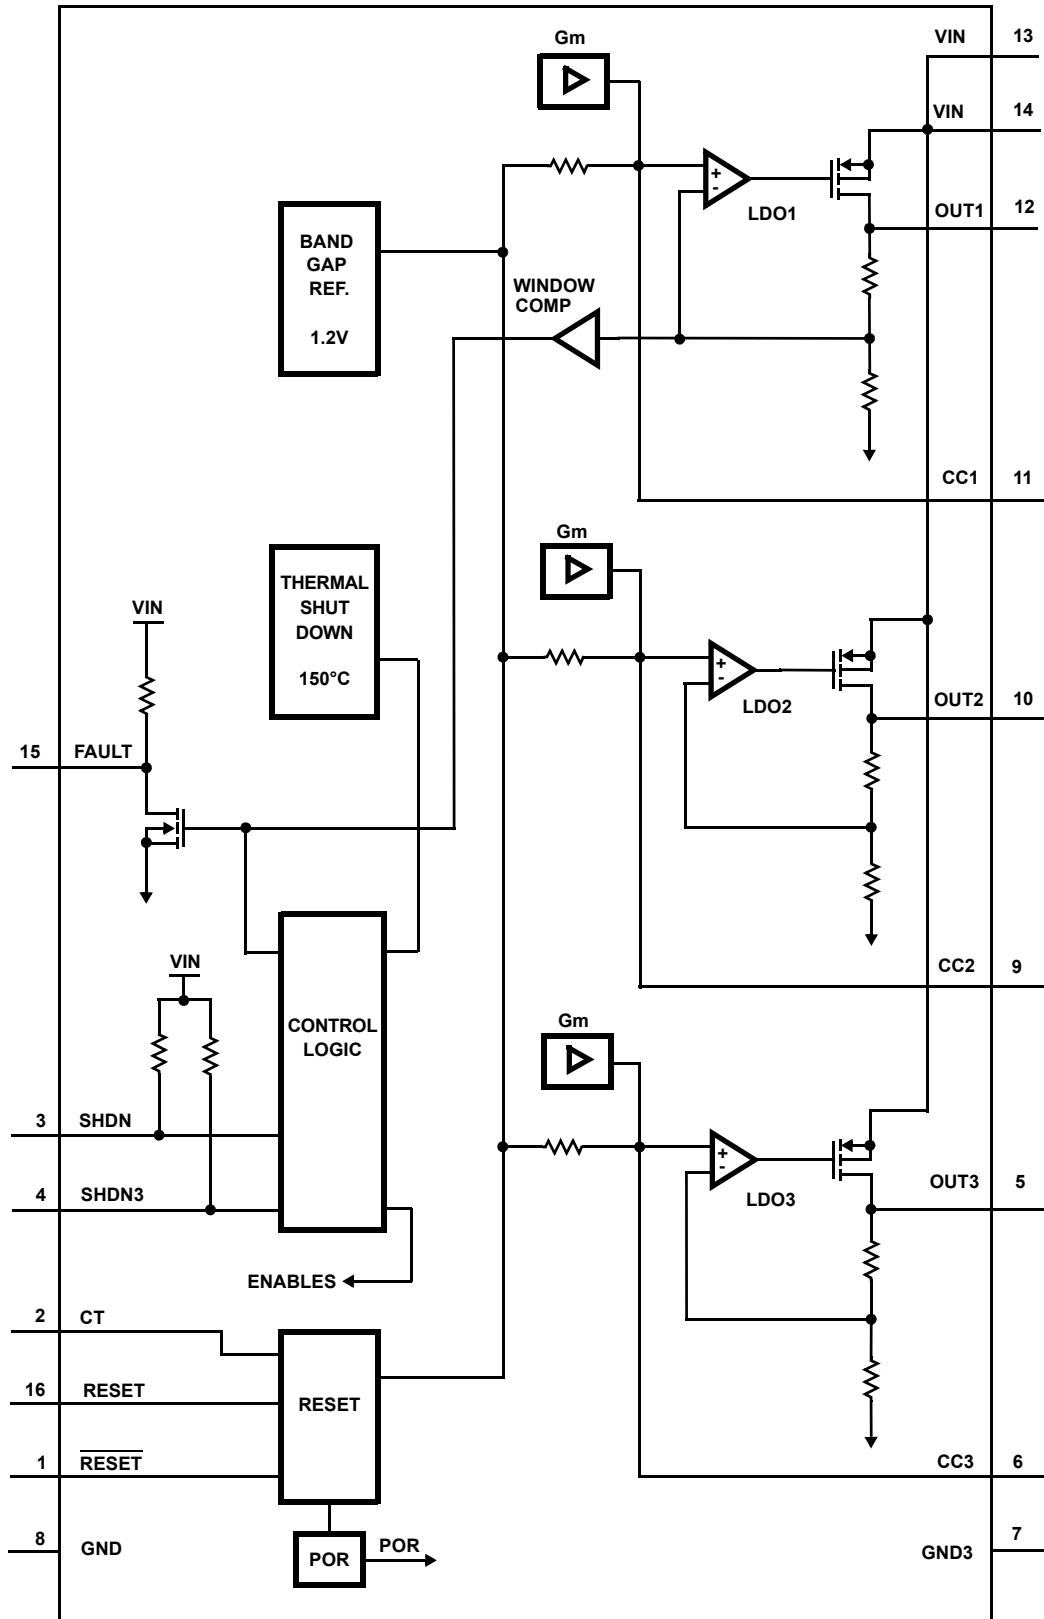 VIN 13
Gm
VIN 14
+
-
LDO1
OUT1 12
BAND
GAP
REF.
1.2V
WINDOW
COMP
CC1 11
Gm
THERMAL
SHUT
DOWN
150°C
VIN
+
-
LDO2
OUT2 10
15 FAULT
VIN
CC2 9
CONTROL
LOGIC
Gm
3 SHDN
+
-
LDO3
4 SHDN3
OUT3 5
ENABLES
2 CT
16 RESET
RESET
1 RESET
CC3 6
8 GND
POR
POR
GND3
7